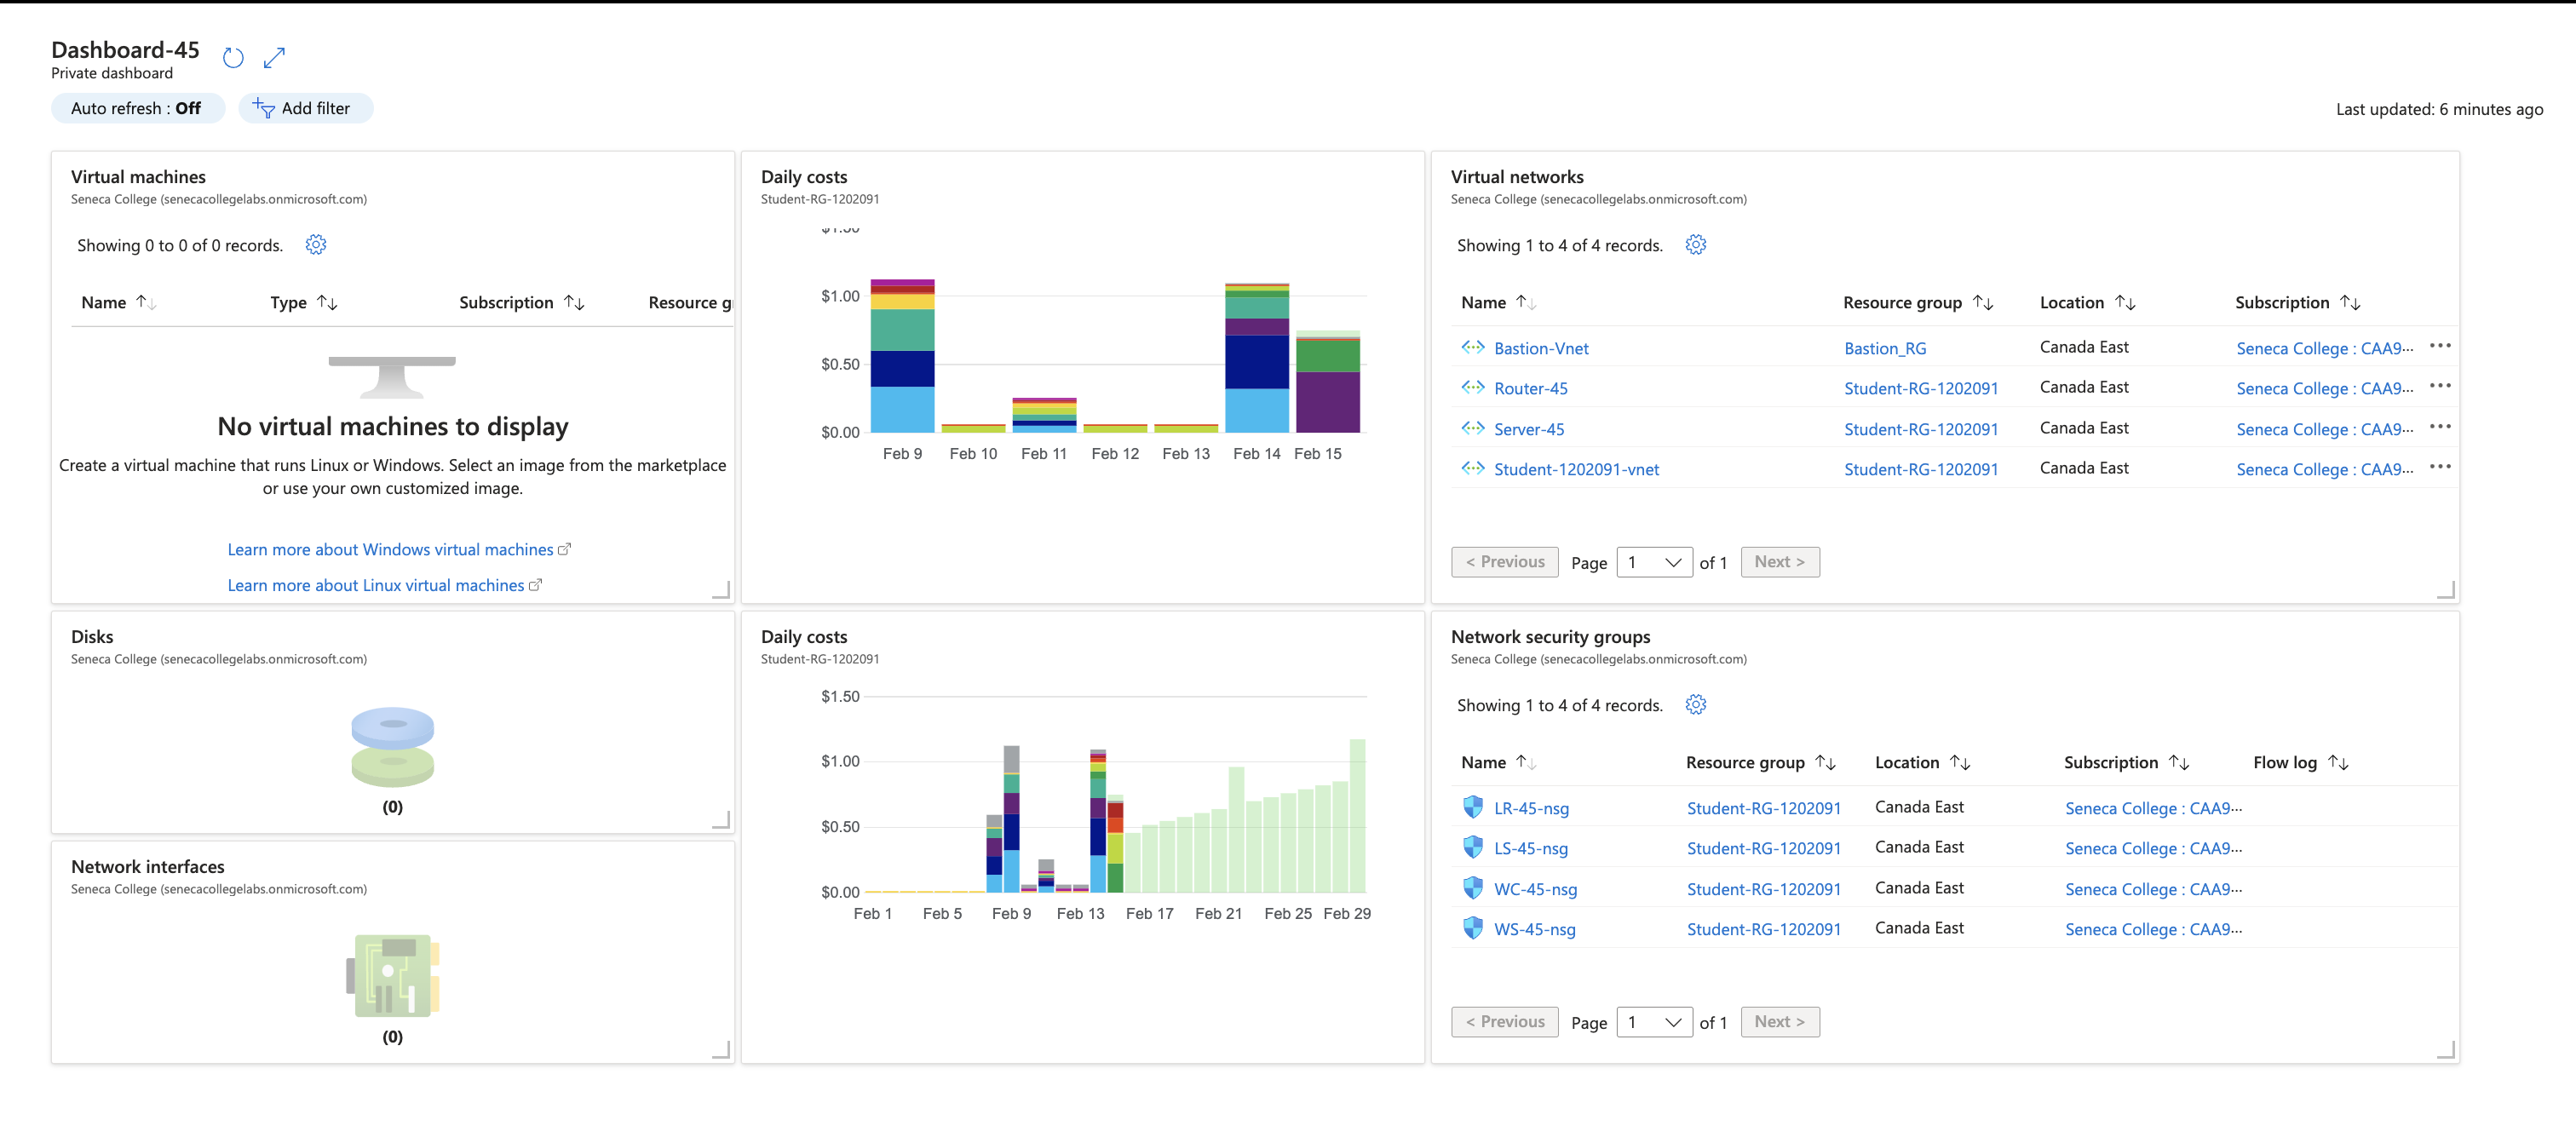 Dashboard-45
Private dashboard
Auto refresh : Off
Add filter
Last updated: 6 minutes ago
Virtual machines
Seneca College (senecacollegelabs.onmicrosoft.com)
Showing 0 to 0 of 0 records.
Name Type Subscription Resource g
No virtual machines to display
Create a virtual machine that runs Linux or Windows. Select an image from the marketplace
or use your own customized image.
Learn more about Windows virtual machines
Learn more about Linux virtual machines
Daily costs
Student-RG-1202091
$1.50
$1.00
$0.50
$0.00
Feb 9 Feb 10 Feb 11 Feb 12 Feb 13 Feb 14 Feb 15
Virtual networks
Seneca College (senecacollegelabs.onmicrosoft.com)
Showing 1 to 4 of 4 records.
Name Resource group Location Subscription
Bastion-Vnet Bastion_RG Canada East Seneca College : CAA9···
Router-45 Student-RG-1202091 Canada East Seneca College : CAA9···
Server-45 Student-RG-1202091 Canada East Seneca College : CAA9···
Student-1202091-vnet Student-RG-1202091 Canada East Seneca College : CAA9···
< Previous Page 1 of 1 Next >
Disks
Seneca College (senecacollegelabs.onmicrosoft.com)
(0)
Network interfaces
Seneca College (senecacollegelabs.onmicrosoft.com)
(0)
Daily costs
Student-RG-1202091
$1.50
$1.00
$0.50
$0.00
Feb 1 Feb 5 Feb 9 Feb 13 Feb 17 Feb 21 Feb 25 Feb 29
Network security groups
Seneca College (senecacollegelabs.onmicrosoft.com)
Showing 1 to 4 of 4 records.
Name Resource group Location Subscription Flow log
LR-45-nsg Student-RG-1202091 Canada East Seneca College : CAA9···
LS-45-nsg Student-RG-1202091 Canada East Seneca College : CAA9···
WC-45-nsg Student-RG-1202091 Canada East Seneca College : CAA9···
WS-45-nsg Student-RG-1202091 Canada East Seneca College : CAA9···
< Previous Page 1 of 1 Next >